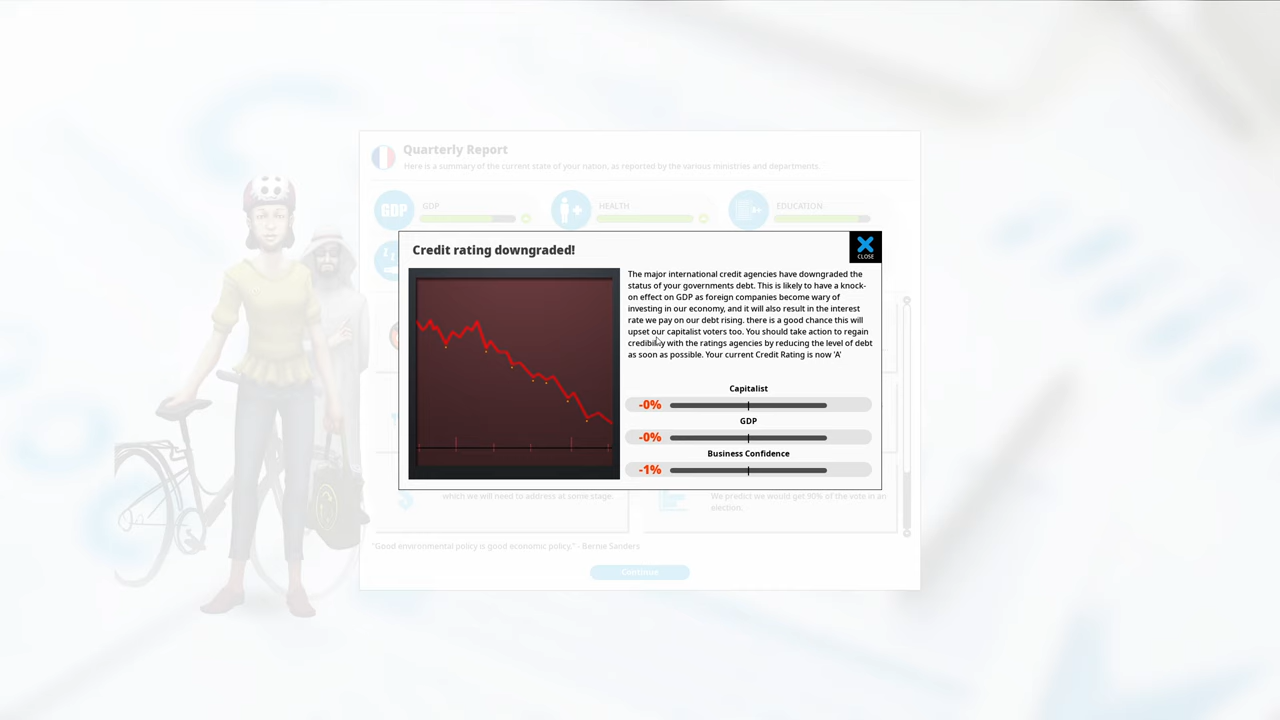 Quarterly Report
Here is a summary of the current state of your nation, as reported by the various ministries and departments.
GDP
GDP
HEALTH
EDUCATION
Credit rating downgraded!
CLOSE
The major international credit agencies have downgraded the
status of your governments debt. This is likely to have a knock-
on effect on GDP as foreign companies become wary of
investing in our economy, and it will also result in the interest
rate we pay on our debt rising. there is a good chance this will
upset our capitalist voters too. You should take action to regain
credibility with the ratings agencies by reducing the level of debt
as soon as possible. Your current Credit Rating is now 'A'
Capitalist
-0%
GDP
-0%
Business Confidence
-1%
which we will need to address at some stage.
We predict we would get 90% of the vote in an
election.
"Good environmental policy is good economic policy." - Bernie Sanders
Continue